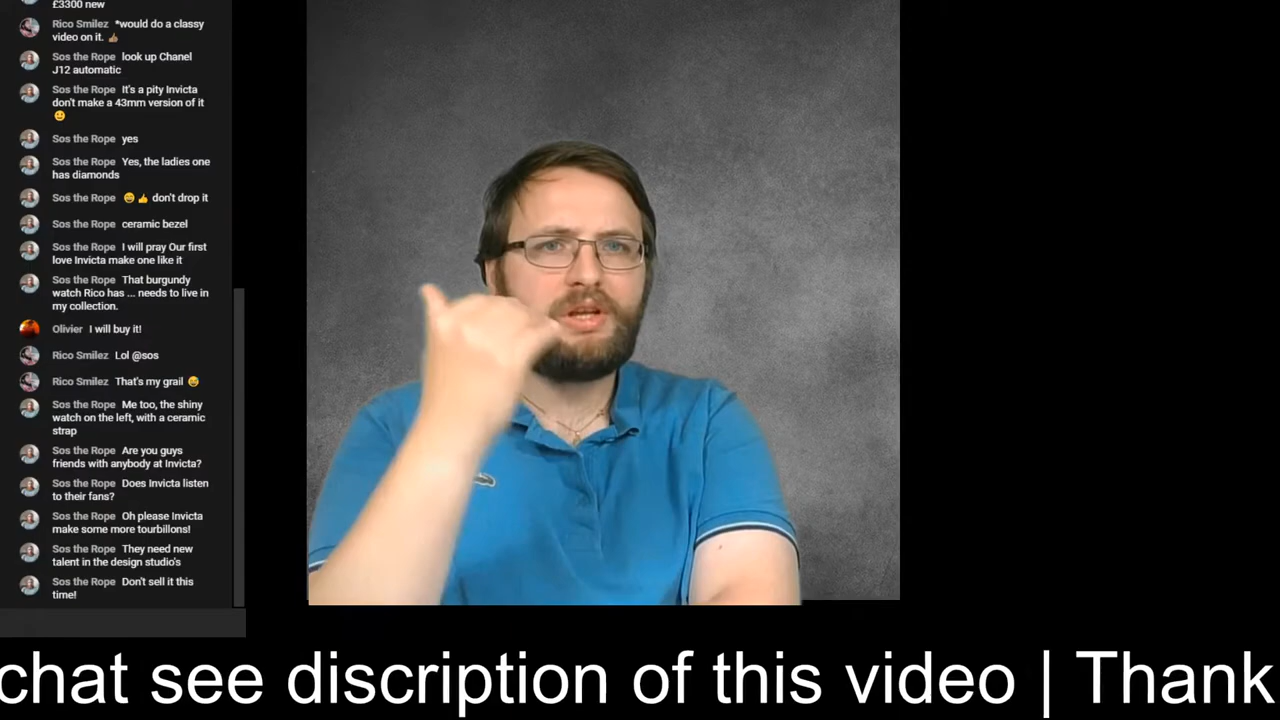 £3300 new
Rico Smilez *would do a classy
video on it. 👍🏽
Sos the Rope look up Chanel
J12 automatic
Sos the Rope It's a pity Invicta
don't make a 43mm version of it
🙂
Sos the Rope yes
Sos the Rope Yes, the ladies one
has diamonds
Sos the Rope 😄👍 don't drop it
Sos the Rope ceramic bezel
Sos the Rope I will pray Our first
love Invicta make one like it
Sos the Rope That burgundy
watch Rico has ... needs to live in
my collection.
Olivier I will buy it!
Rico Smilez Lol @sos
Rico Smilez That's my grail 😄
Sos the Rope Me too, the shiny
watch on the left, with a ceramic
strap
Sos the Rope Are you guys
friends with anybody at Invicta?
Sos the Rope Does Invicta listen
to their fans?
Sos the Rope Oh please Invicta
make some more tourbillons!
Sos the Rope They need new
talent in the design studio's
Sos the Rope Don't sell it this
time!
chat see discription of this video | Thank